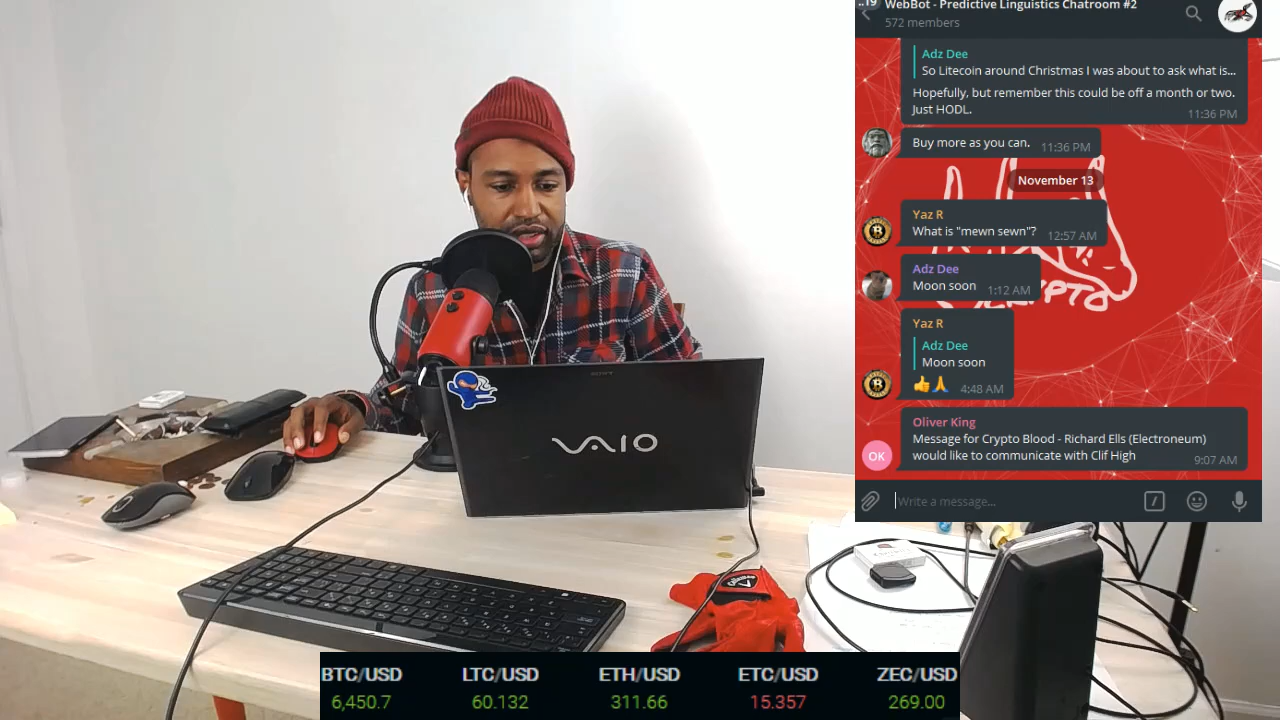 WebBot - Predictive Linguistics Chatroom #2
572 members
Adz Dee
So Litecoin around Christmas I was about to ask what is...
Hopefully, but remember this could be off a month or two.
Just HODL.
11:36 PM
Buy more as you can. 11:36 PM
November 13
Yaz R
What is "mewn sewn"? 12:57 AM
Adz Dee
Moon soon 1:12 AM
Yaz R
Adz Dee
Moon soon
4:48 AM
Oliver King
Message for Crypto Blood - Richard Ells (Electroneum)
would like to communicate with Clif High
OK 9:07 AM
Write a message...
SONY
VAIO
BTC/USD LTC/USD ETH/USD ETC/USD ZEC/USD
6,450.7 60.132 311.66 15.357 269.00